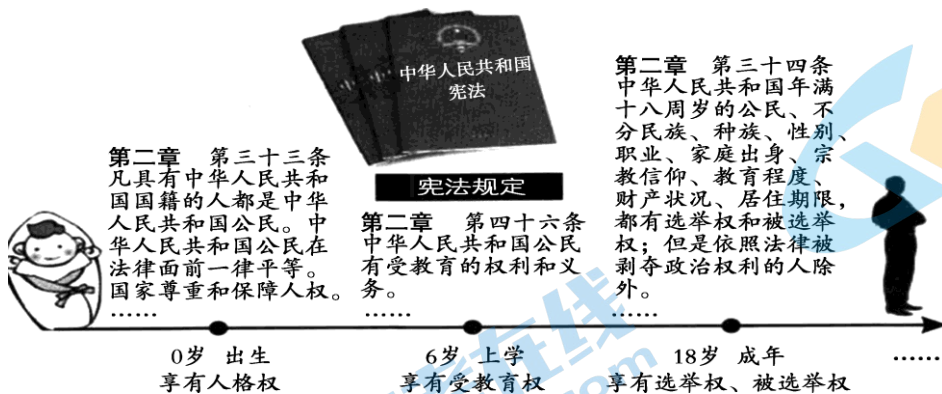 中华人民共和国
宪法
宪法规定
第二章 第三十三条
凡具有中华人民共和
国国籍的人都是中华
人民共和国公民。中
华人民共和国公民在
法律面前一律平等。
国家尊重和保障人权。
……
第二章 第四十六条
中华人民共和国公民
有受教育的权利和义
务。
……
第二章 第三十四条
中华人民共和国年满
十八周岁的公民、不
分民族、种族、性别、
职业、家庭出身、宗
教信仰、教育程度、
财产状况、居住期限，
都有选举权和被选举
权；但是依照法律被
剥夺政治权利的人除
外。
……
0岁 出生
享有人格权
6岁 上学
享有受教育权
18岁 成年
享有选举权、被选举权
……